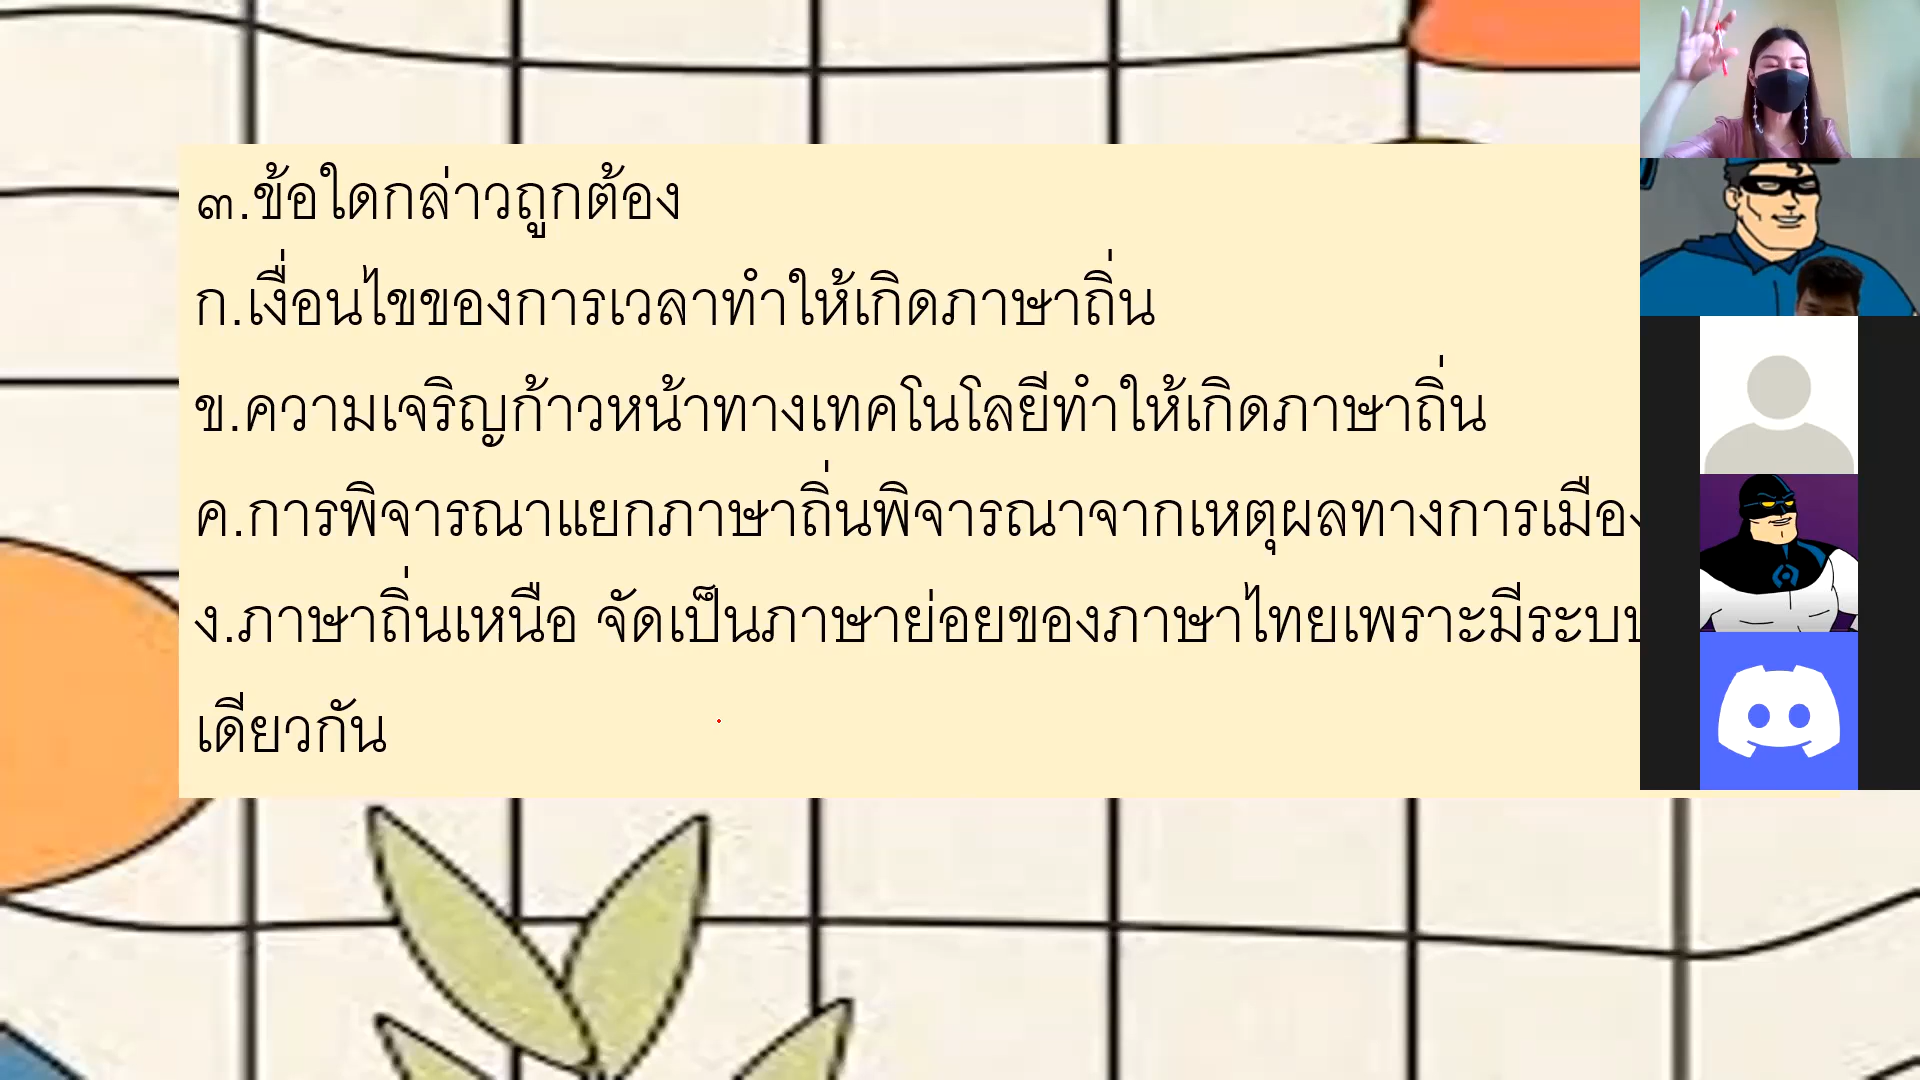 ๓.ข้อใดกล่าวถูกต้อง
ก.เงื่อนไขของการเวลาทำให้เกิดภาษาถิ่น
ข.ความเจริญก้าวหน้าทางเทคโนโลยีทำให้เกิดภาษาถิ่น
ค.การพิจารณาแยกภาษาถิ่นพิจารณาจากเหตุผลทางการเมือง
ง.ภาษาถิ่นเหนือ จัดเป็นภาษาย่อยของภาษาไทยเพราะมีระบบ
เดียวกัน